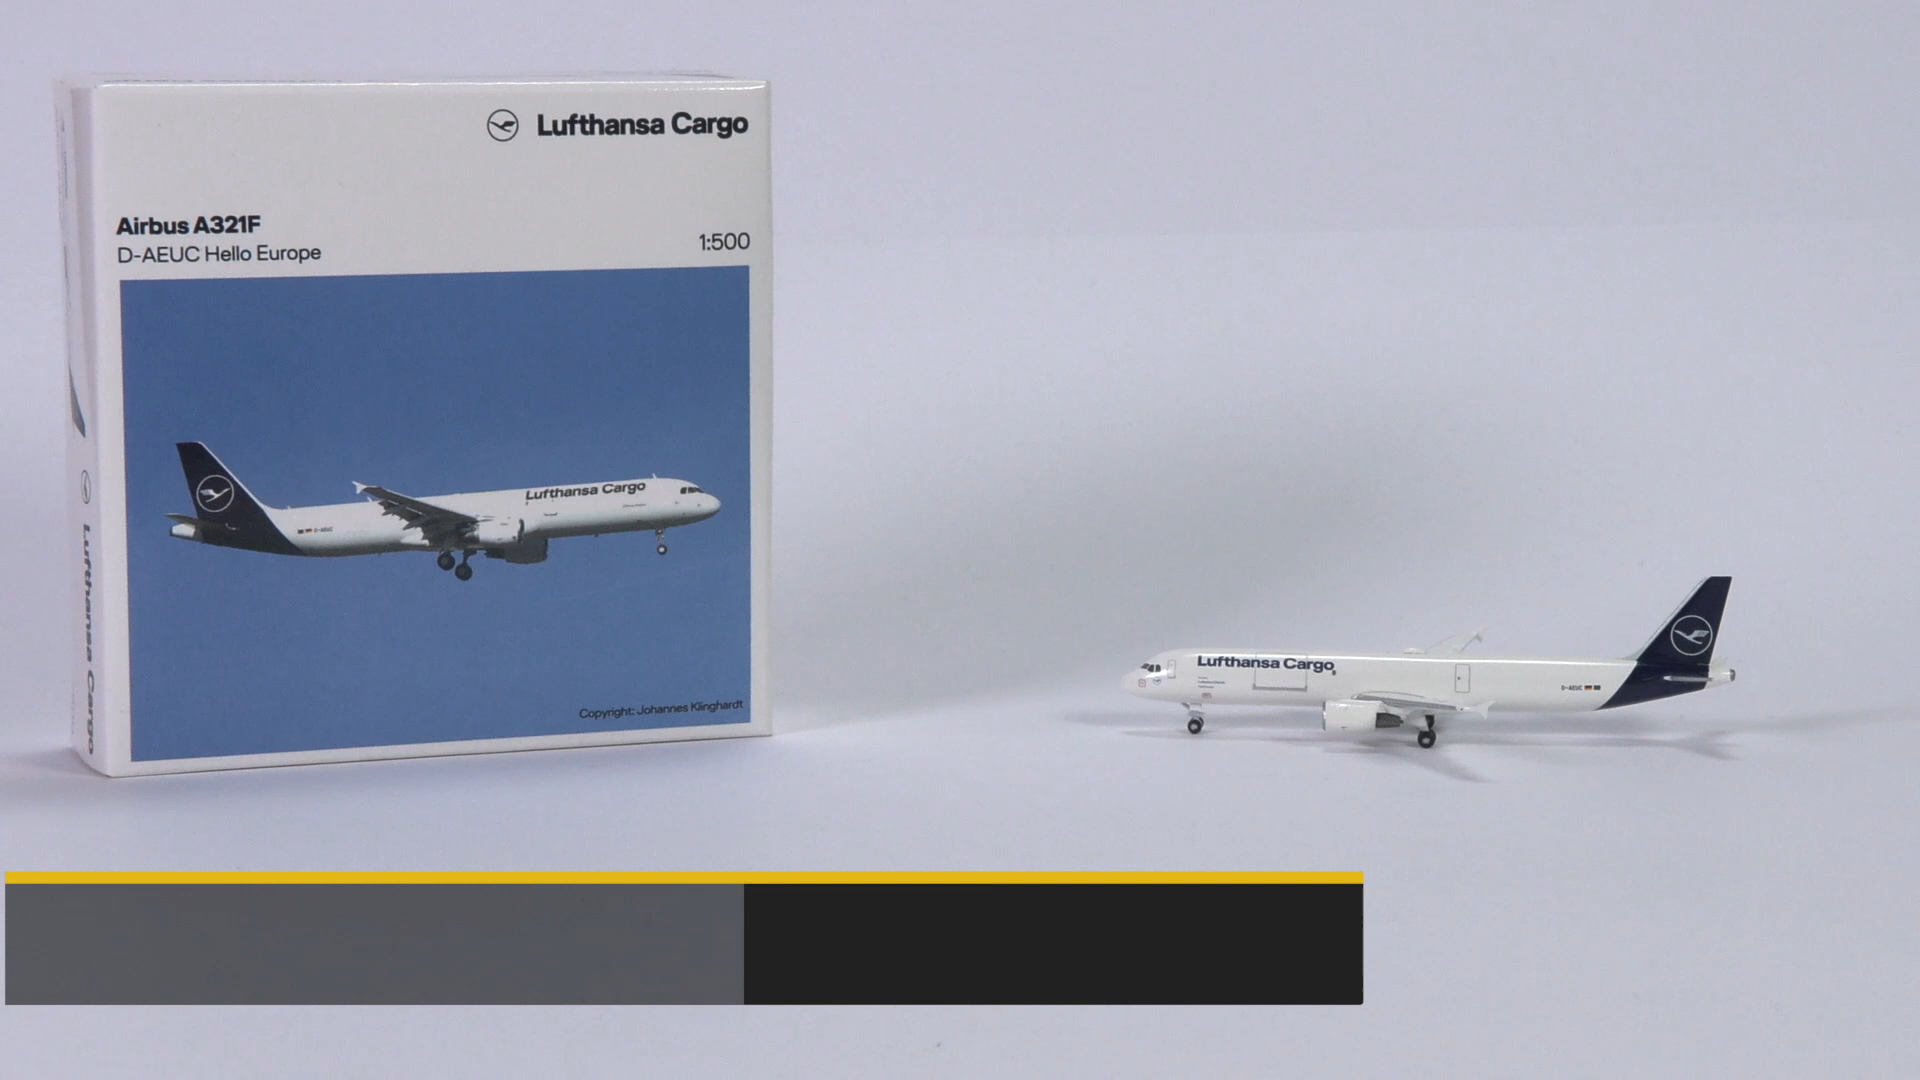 Lufthansa Cargo
Airbus A321F
D-AEUC Hello Europe
1:500
Lufthansa Cargo
D-AEUC
Copyright: Johannes Klinghardt
Lufthansa Cargo
Lufthansa Cargo
D-AEUC